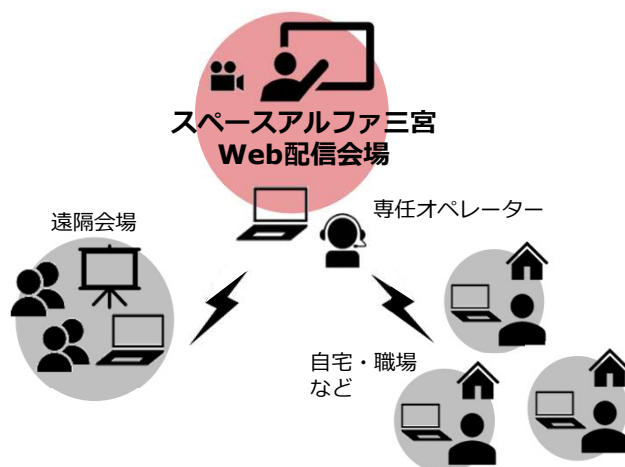 スペースアルファ三宮
Web配信会場
遠隔会場
専任オペレーター
自宅・職場
など